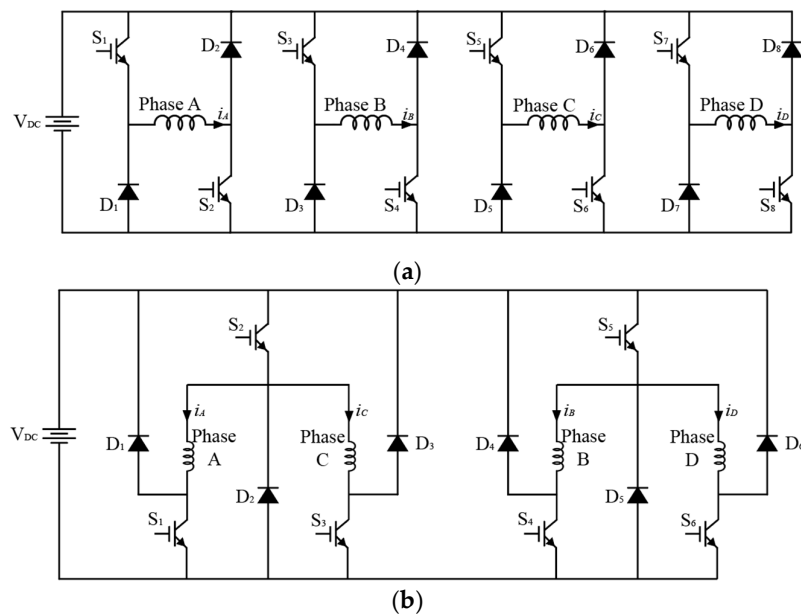 S1 D2 S3 D4 S5 D6 S7 D8
Phase A iA Phase B iB Phase C iC Phase D iD
VDC
D1 S2 D3 S4 D5 S6 D7 S8
(a)
S2 S5
iA iC iB iD
VDC D1 Phase A Phase C D3 D4 Phase B Phase D D6
D2 D5
S1 S3 S4 S6
(b)